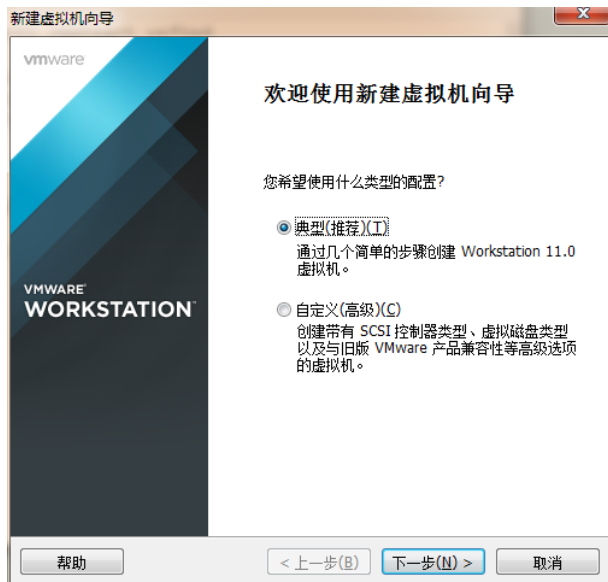 新建虚拟机向导
vmware
欢迎使用新建虚拟机向导
您希望使用什么类型的配置?
典型(推荐)(T)
通过几个简单的步骤创建 Workstation 11.0
虚拟机。
VMWARE
WORKSTATION
自定义(高级)(C)
创建带有 SCSI 控制器类型、虚拟磁盘类型
以及与旧版 VMware 产品兼容性等高级选项
的虚拟机。
帮助
< 上一步(B)
下一步(N) >
取消